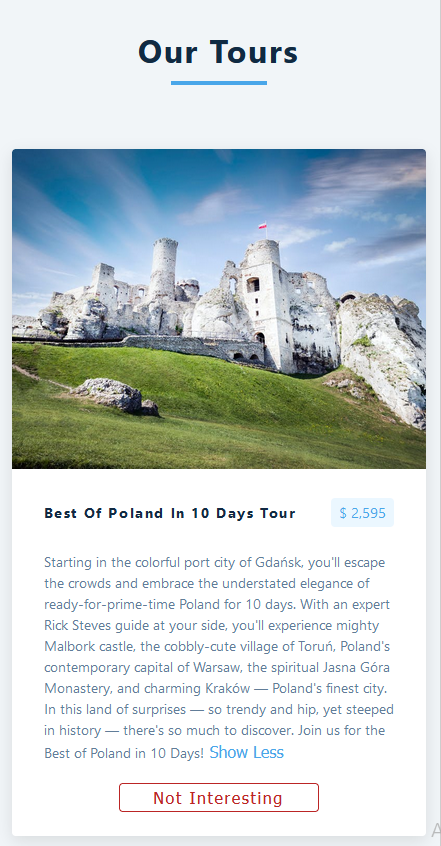 Our Tours
Best Of Poland In 10 Days Tour
$ 2,595
Starting in the colorful port city of Gdańsk, you'll escape
the crowds and embrace the understated elegance of
ready-for-prime-time Poland for 10 days. With an expert
Rick Steves guide at your side, you'll experience mighty
Malbork castle, the cobbly-cute village of Toruń, Poland's
contemporary capital of Warsaw, the spiritual Jasna Góra
Monastery, and charming Kraków — Poland's finest city.
In this land of surprises — so trendy and hip, yet steeped
in history — there's so much to discover. Join us for the
Best of Poland in 10 Days! Show Less
Not Interesting